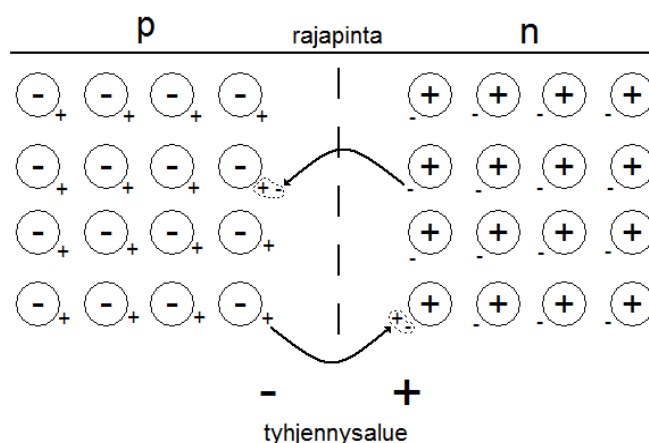 p rajapinta n
- + - + - + - + + - + - + - + -
- + - + - + - + - + - + - + - + -
- + - + - + - + + - + - + - + -
- + - + - + - + + - + - + - + - + -
- +
tyhjennysalue